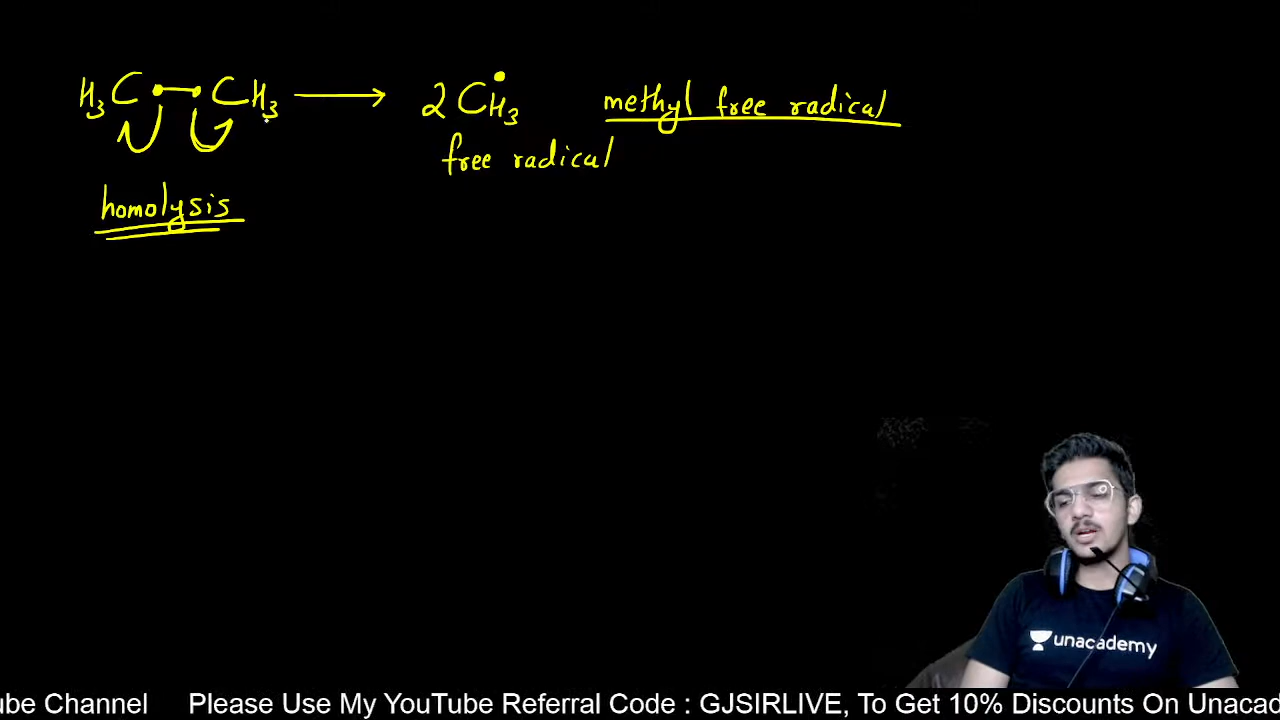 H3C—CH3 ⟶ 2 ĊH3 methyl free radical
free radical
homolysis
unacademy
ube Channel Please Use My YouTube Referral Code : GJSIRLIVE, To Get 10% Discounts On Unacad